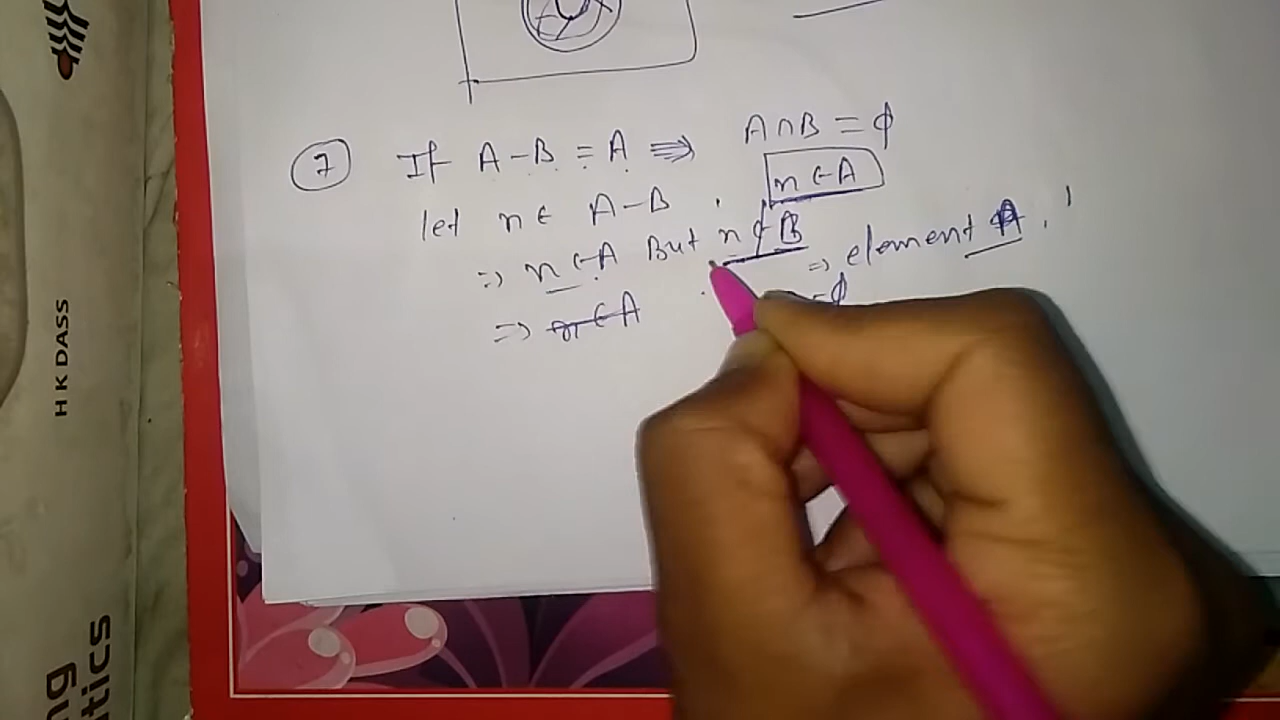 7 If A - B = A ⇒ A ∩ B = ϕ
let n ∈ A - B . n ∈ A
⇒ n ∈ A But n ∉ B ⇒ element A .
⇒ n ∈ A = ϕ
H K DASS